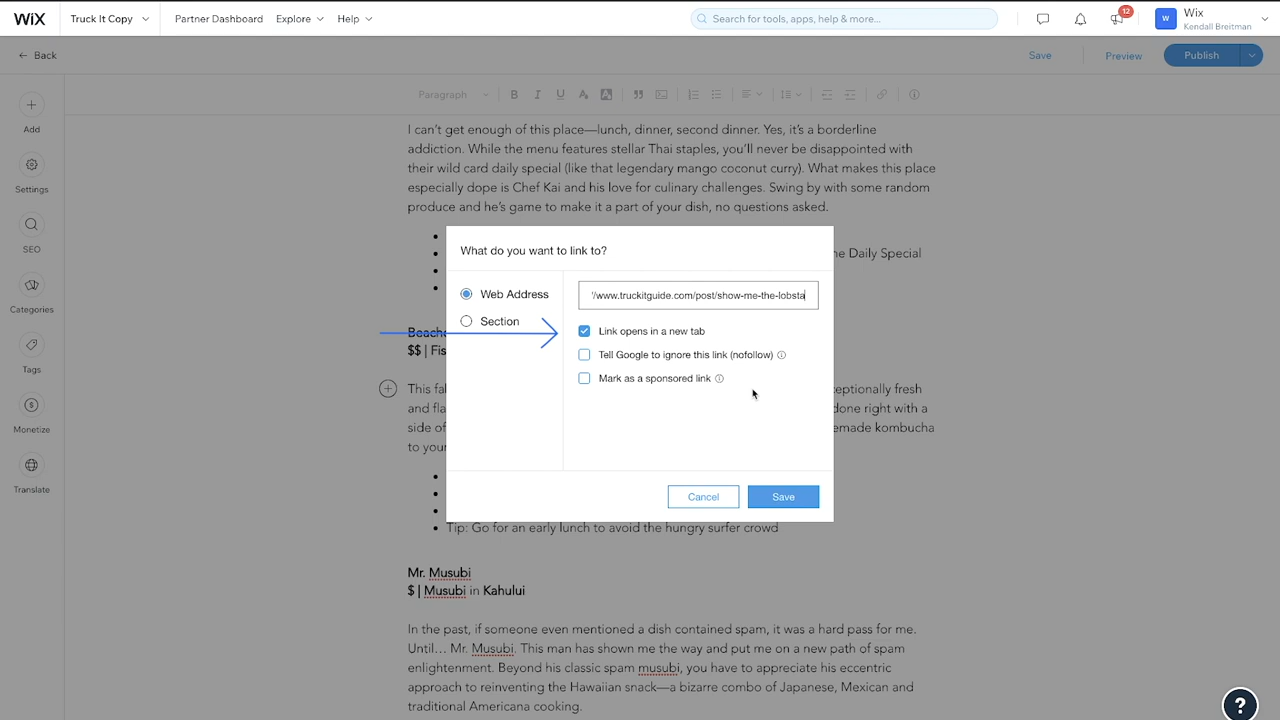 WiX
Truck It Copy
Partner Dashboard
Explore
Help
Search for tools, apps, help & more...
12
W
Wix
Kendall Breitman
Back
Save
Preview
Publish
Paragraph
B I U A A
Add
Settings
SEO
Categories
Tags
Monetize
Translate
I can't get enough of this place—lunch, dinner, second dinner. Yes, it's a borderline
addiction. While the menu features stellar Thai staples, you'll never be disappointed with
their wild card daily special (like that legendary mango coconut curry). What makes this place
especially dope is Chef Kai and his love for culinary challenges. Swing by with some random
produce and he's game to make it a part of your dish, no questions asked.
Daily Special
$$ | Fis
This
ceptionally fresh
and
done right with a
side of
emade kombucha
to your
What do you want to link to?
Web Address
Section
/www.truckitguide.com/post/show-me-the-lobsta
Link opens in a new tab
Tell Google to ignore this link (nofollow)
Mark as a sponsored link
Cancel
Save
Tip: Go for an early lunch to avoid the hungry surfer crowd
Mr. Musubi
$ | Musubi in Kahului
In the past, if someone even mentioned a dish contained spam, it was a hard pass for me.
Until... Mr. Musubi. This man has shown me the way and put me on a new path of spam
enlightenment. Beyond his classic spam musubi, you have to appreciate his eccentric
approach to reinventing the Hawaiian snack—a bizarre combo of Japanese, Mexican and
traditional Americana cooking.
?